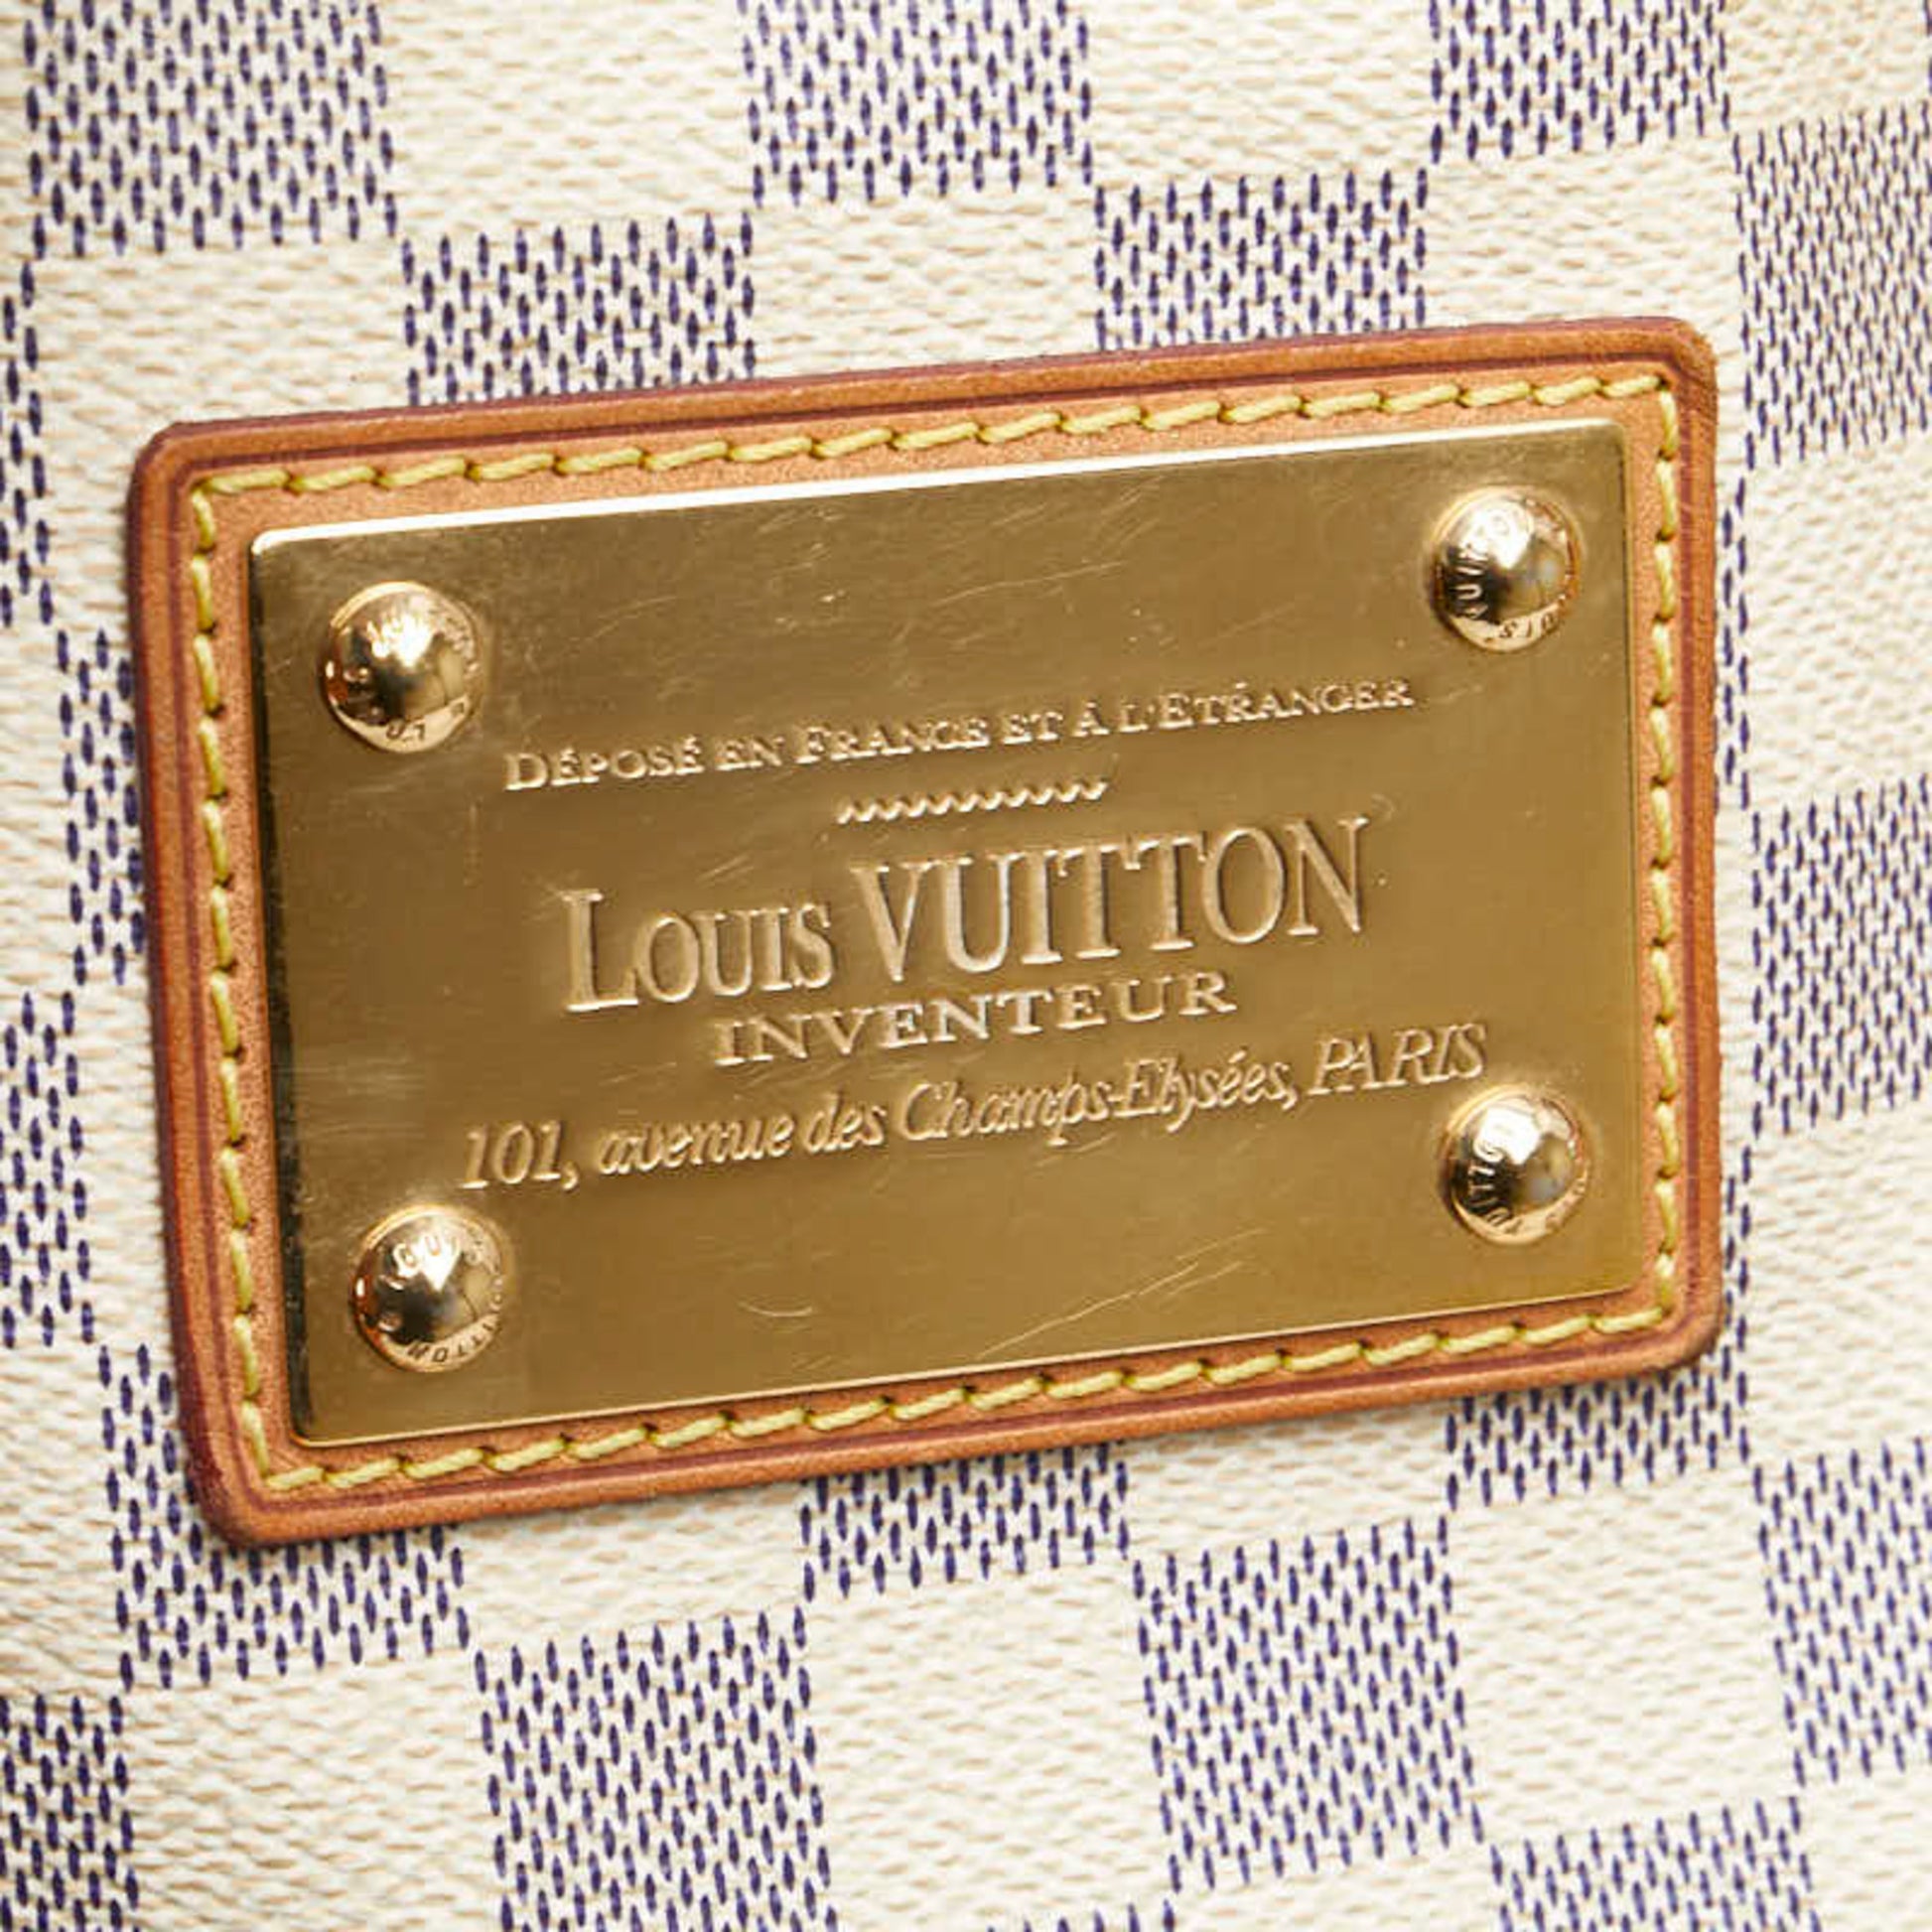 DÉPOSÉ EN FRANCE ET À L'ÉTRANGER
LOUIS VUITTON
INVENTEUR
101, avenue des Champs-Elysées, PARIS